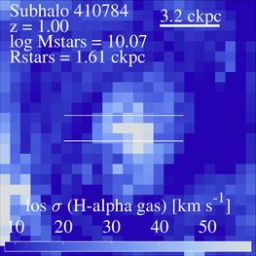 Subhalo 410784
3.2 ckpc
z = 1.00
log Mstars = 10.07
Rstars = 1.61 ckpc
los σ (H-alpha gas) [km s⁻¹]
10 20 30 40 50